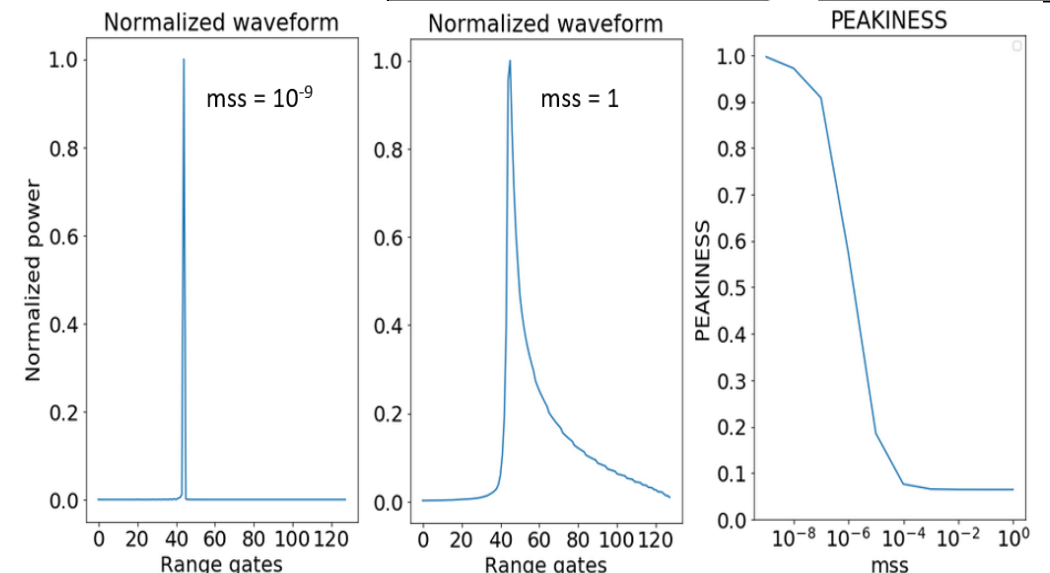 Normalized waveform
mss = 10⁻⁹
Normalized power
1.0
0.8
0.6
0.4
0.2
0.0
0 20 40 60 80 100 120
Range gates
Normalized waveform
mss = 1
1.0
0.8
0.6
0.4
0.2
0.0
0 20 40 60 80 100 120
Range gates
PEAKINESS
PEAKINESS
1.0
0.9
0.8
0.7
0.6
0.5
0.4
0.3
0.2
0.1
0.0
10⁻⁸ 10⁻⁶ 10⁻⁴ 10⁻² 10⁰
mss